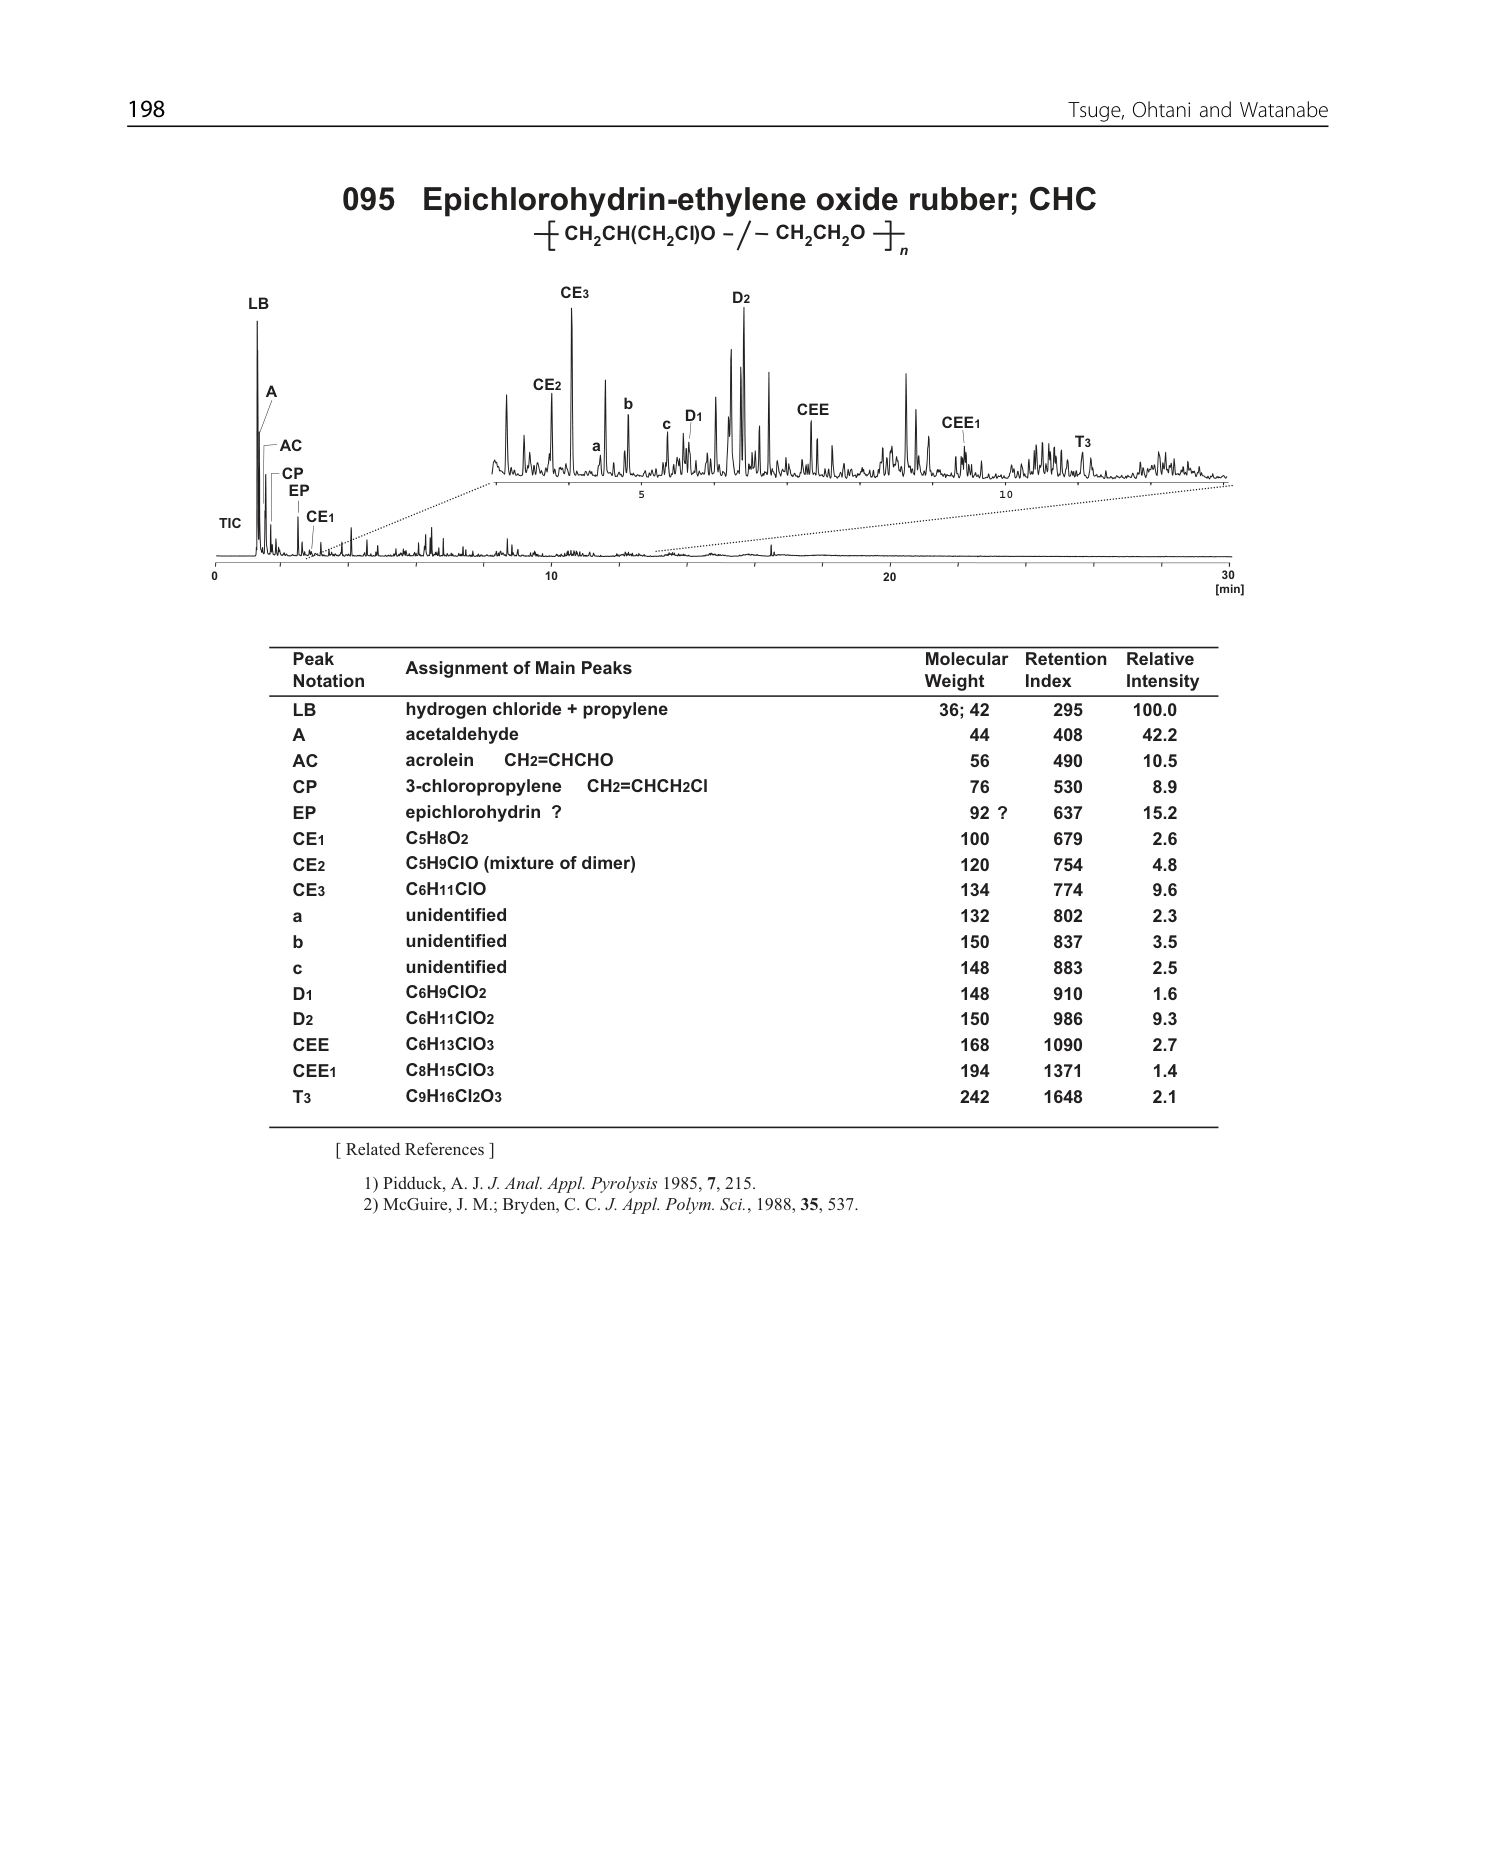 198 Tsuge, Ohtani and Watanabe
095 Epichlorohydrin-ethylene oxide rubber; CHC
[ CH2CH(CH2Cl)O – / – CH2CH2O ]n
CE3
D2
LB
CE2
A
b
CEE
D1
c
CEE1
a
T3
AC
CP
EP
5 10
CE1
TIC
0 10 20 30
[min]
Peak Notation Assignment of Main Peaks Molecular Weight Retention Index Relative Intensity
LB hydrogen chloride + propylene 36; 42 295 100.0
A acetaldehyde 44 408 42.2
AC acrolein CH2=CHCHO 56 490 10.5
CP 3-chloropropylene CH2=CHCH2Cl 76 530 8.9
EP epichlorohydrin ? 92 ? 637 15.2
CE1 C5H8O2 100 679 2.6
CE2 C5H9ClO (mixture of dimer) 120 754 4.8
CE3 C6H11ClO 134 774 9.6
a unidentified 132 802 2.3
b unidentified 150 837 3.5
c unidentified 148 883 2.5
D1 C6H9ClO2 148 910 1.6
D2 C6H11ClO2 150 986 9.3
CEE C6H13ClO3 168 1090 2.7
CEE1 C8H15ClO3 194 1371 1.4
T3 C9H16Cl2O3 242 1648 2.1
[ Related References ]
1) Pidduck, A. J. J. Anal. Appl. Pyrolysis 1985, 7, 215.
2) McGuire, J. M.; Bryden, C. C. J. Appl. Polym. Sci., 1988, 35, 537.